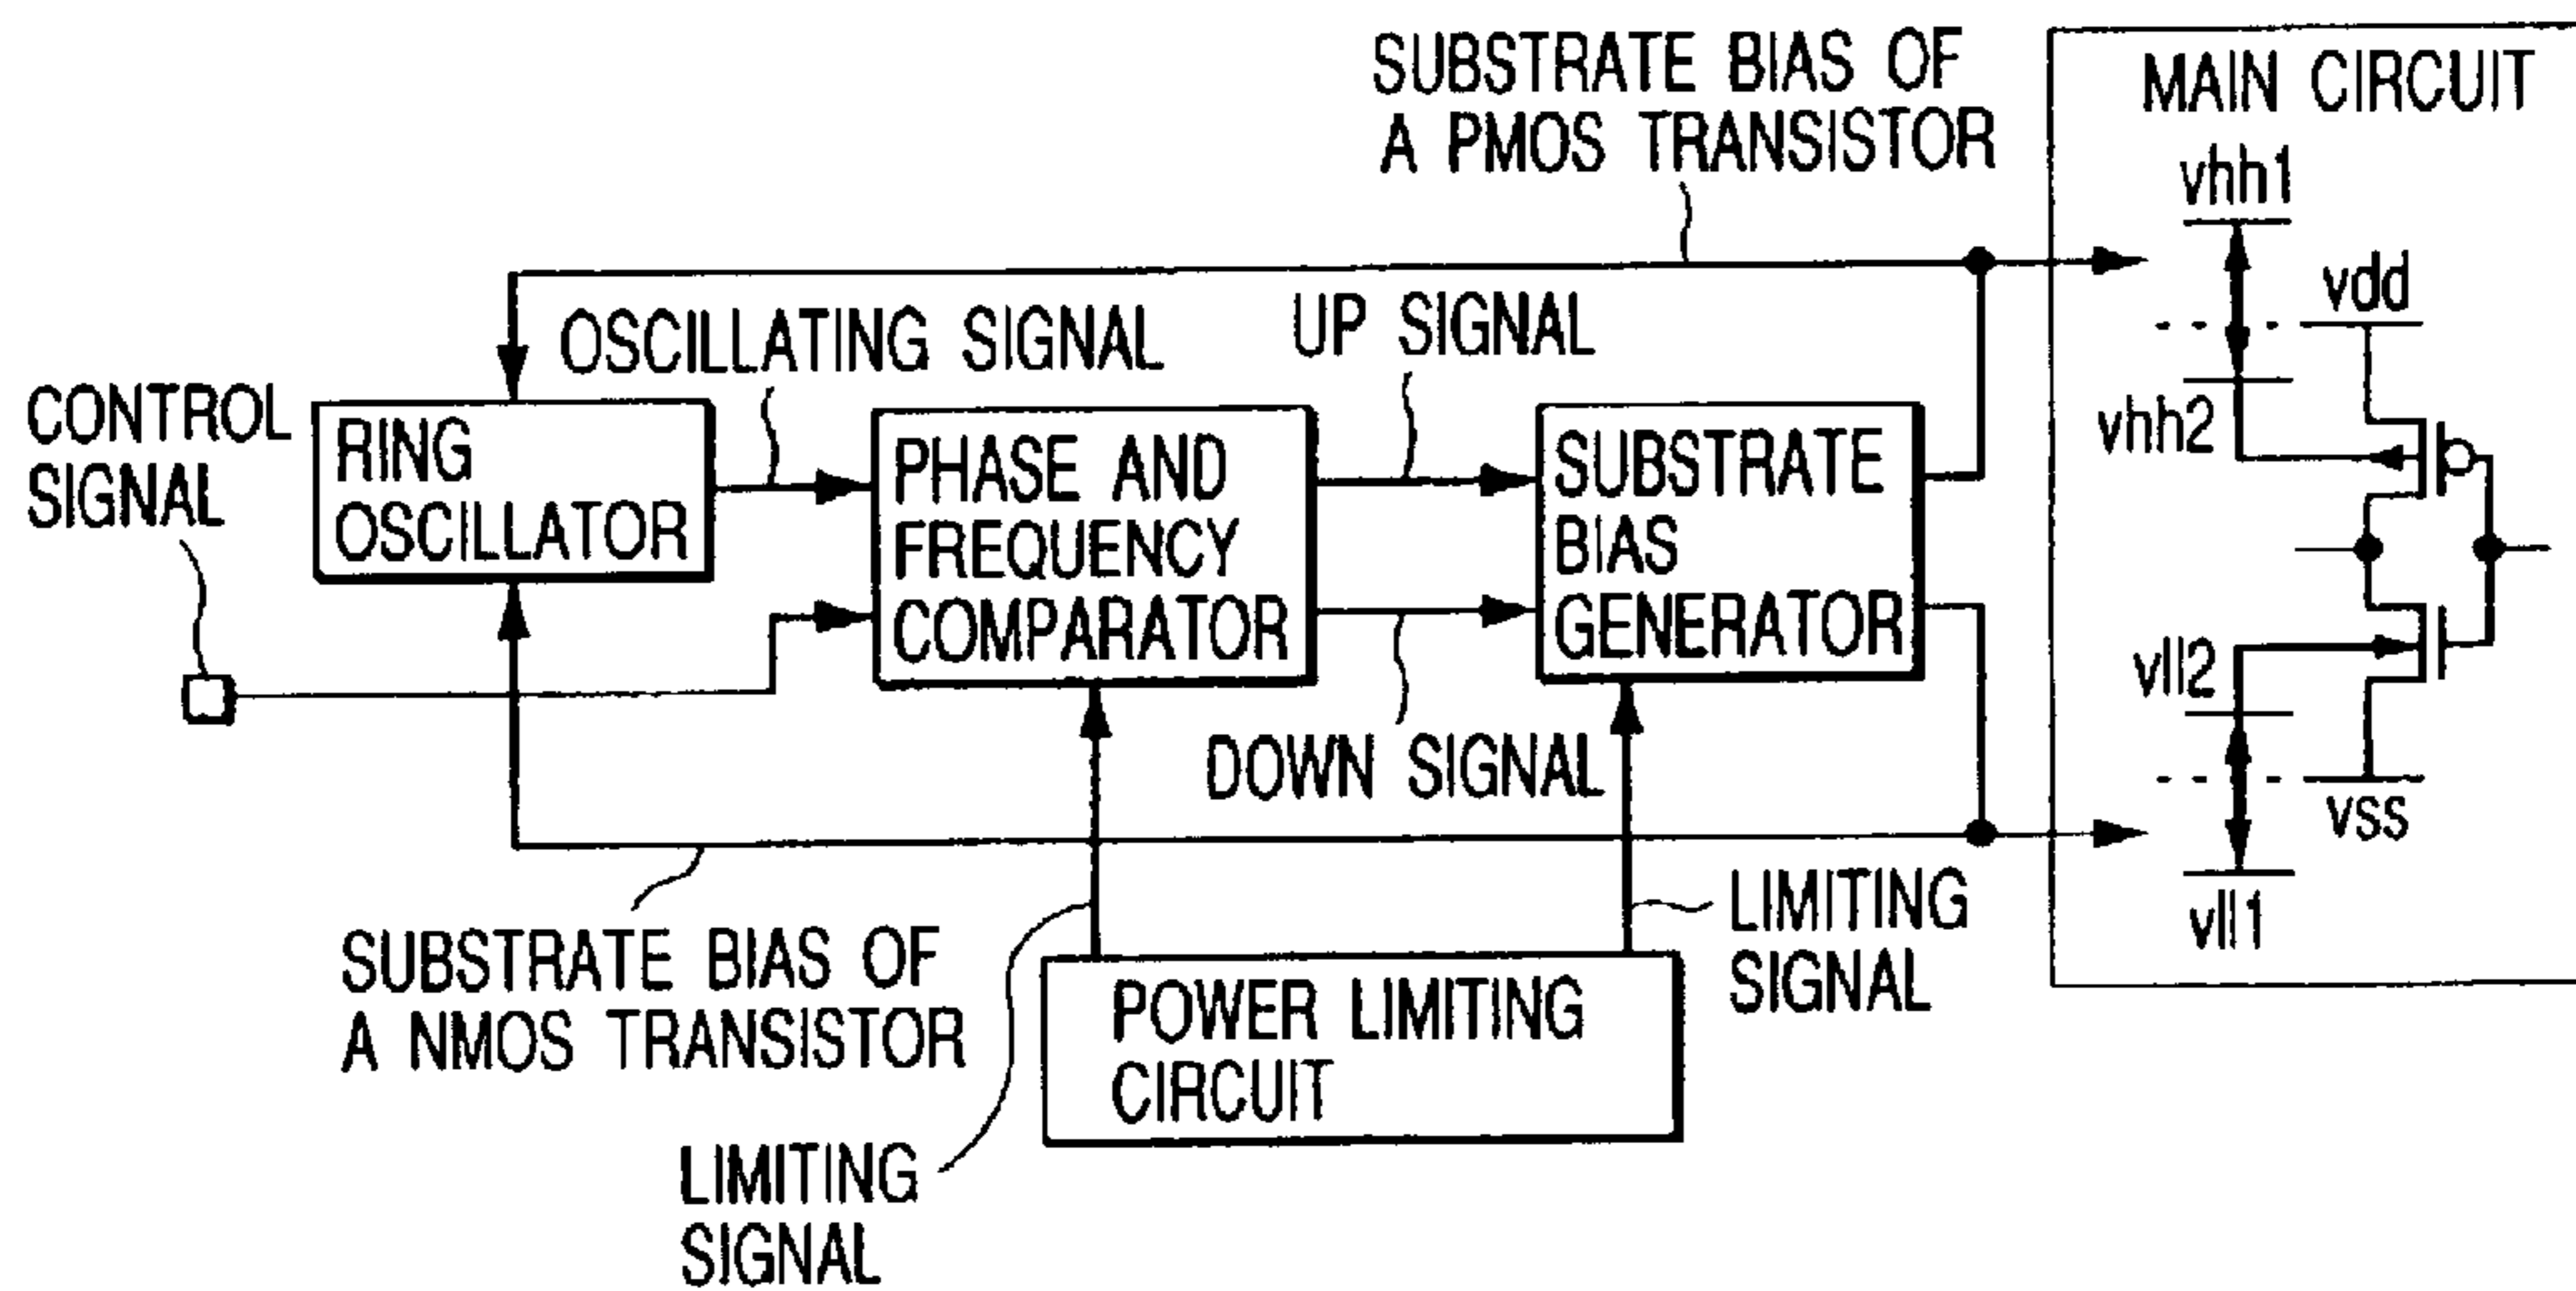 SUBSTRATE BIAS OF
A PMOS TRANSISTOR
MAIN CIRCUIT
vhh1
vdd
vhh2
vll2
vss
vll1
OSCILLATING SIGNAL
UP SIGNAL
CONTROL
SIGNAL
RING
OSCILLATOR
PHASE AND
FREQUENCY
COMPARATOR
SUBSTRATE
BIAS
GENERATOR
DOWN SIGNAL
SUBSTRATE BIAS OF
A NMOS TRANSISTOR
LIMITING
SIGNAL
POWER LIMITING
CIRCUIT
LIMITING
SIGNAL